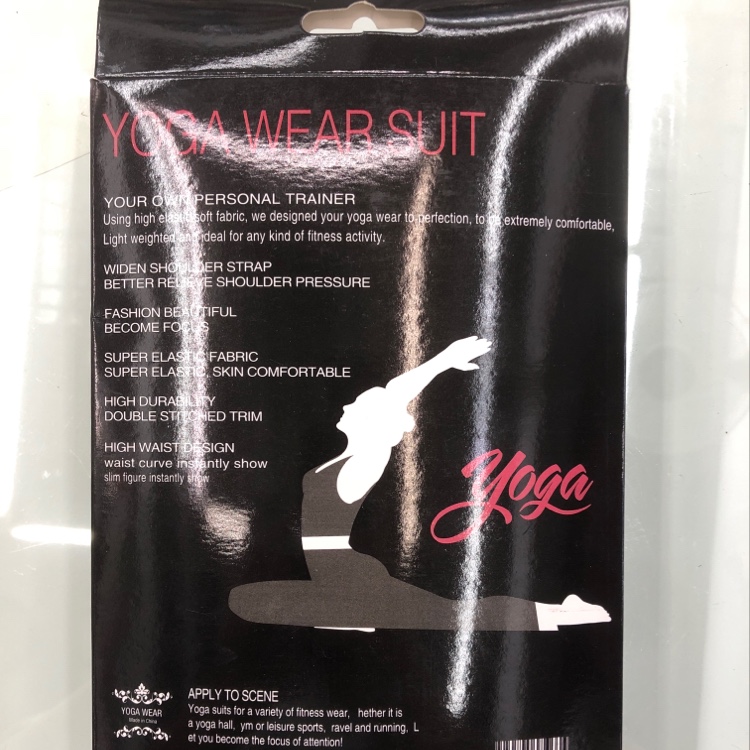 YOGA WEAR SUIT
YOUR OWN PERSONAL TRAINER
Using high elastic soft fabric, we designed your yoga wear to perfection, to be extremely comfortable,
Light weighted and ideal for any kind of fitness activity.
WIDEN SHOULDER STRAP
BETTER RELIEVE SHOULDER PRESSURE
FASHION BEAUTIFUL
BECOME FOCUS
SUPER ELASTIC FABRIC
SUPER ELASTIC, SKIN COMFORTABLE
HIGH DURABILITY
DOUBLE STITCHED TRIM
HIGH WAIST DESIGN
waist curve instantly show
slim figure instantly show
Yoga
YOGA WEAR
Made in China
APPLY TO SCENE
Yoga suits for a variety of fitness wear, hether it is
a yoga hall, ym or leisure sports, ravel and running, L
et you become the focus of attention!